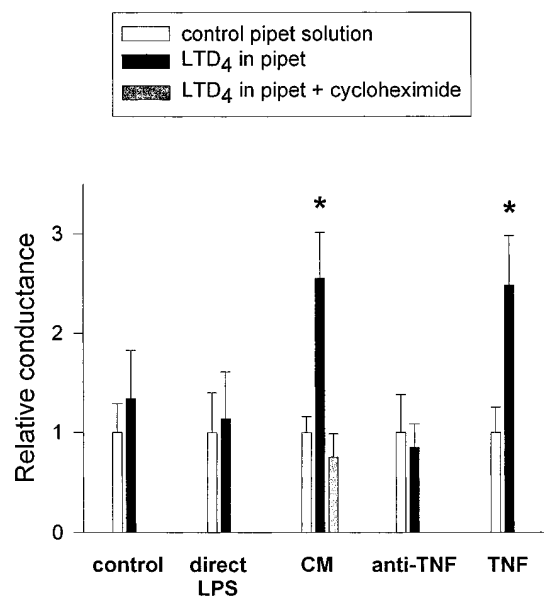 control pipet solution
LTD4 in pipet
LTD4 in pipet + cycloheximide
Relative conductance
3
2
1
0
*
*
control
direct LPS
CM
anti-TNF
TNF